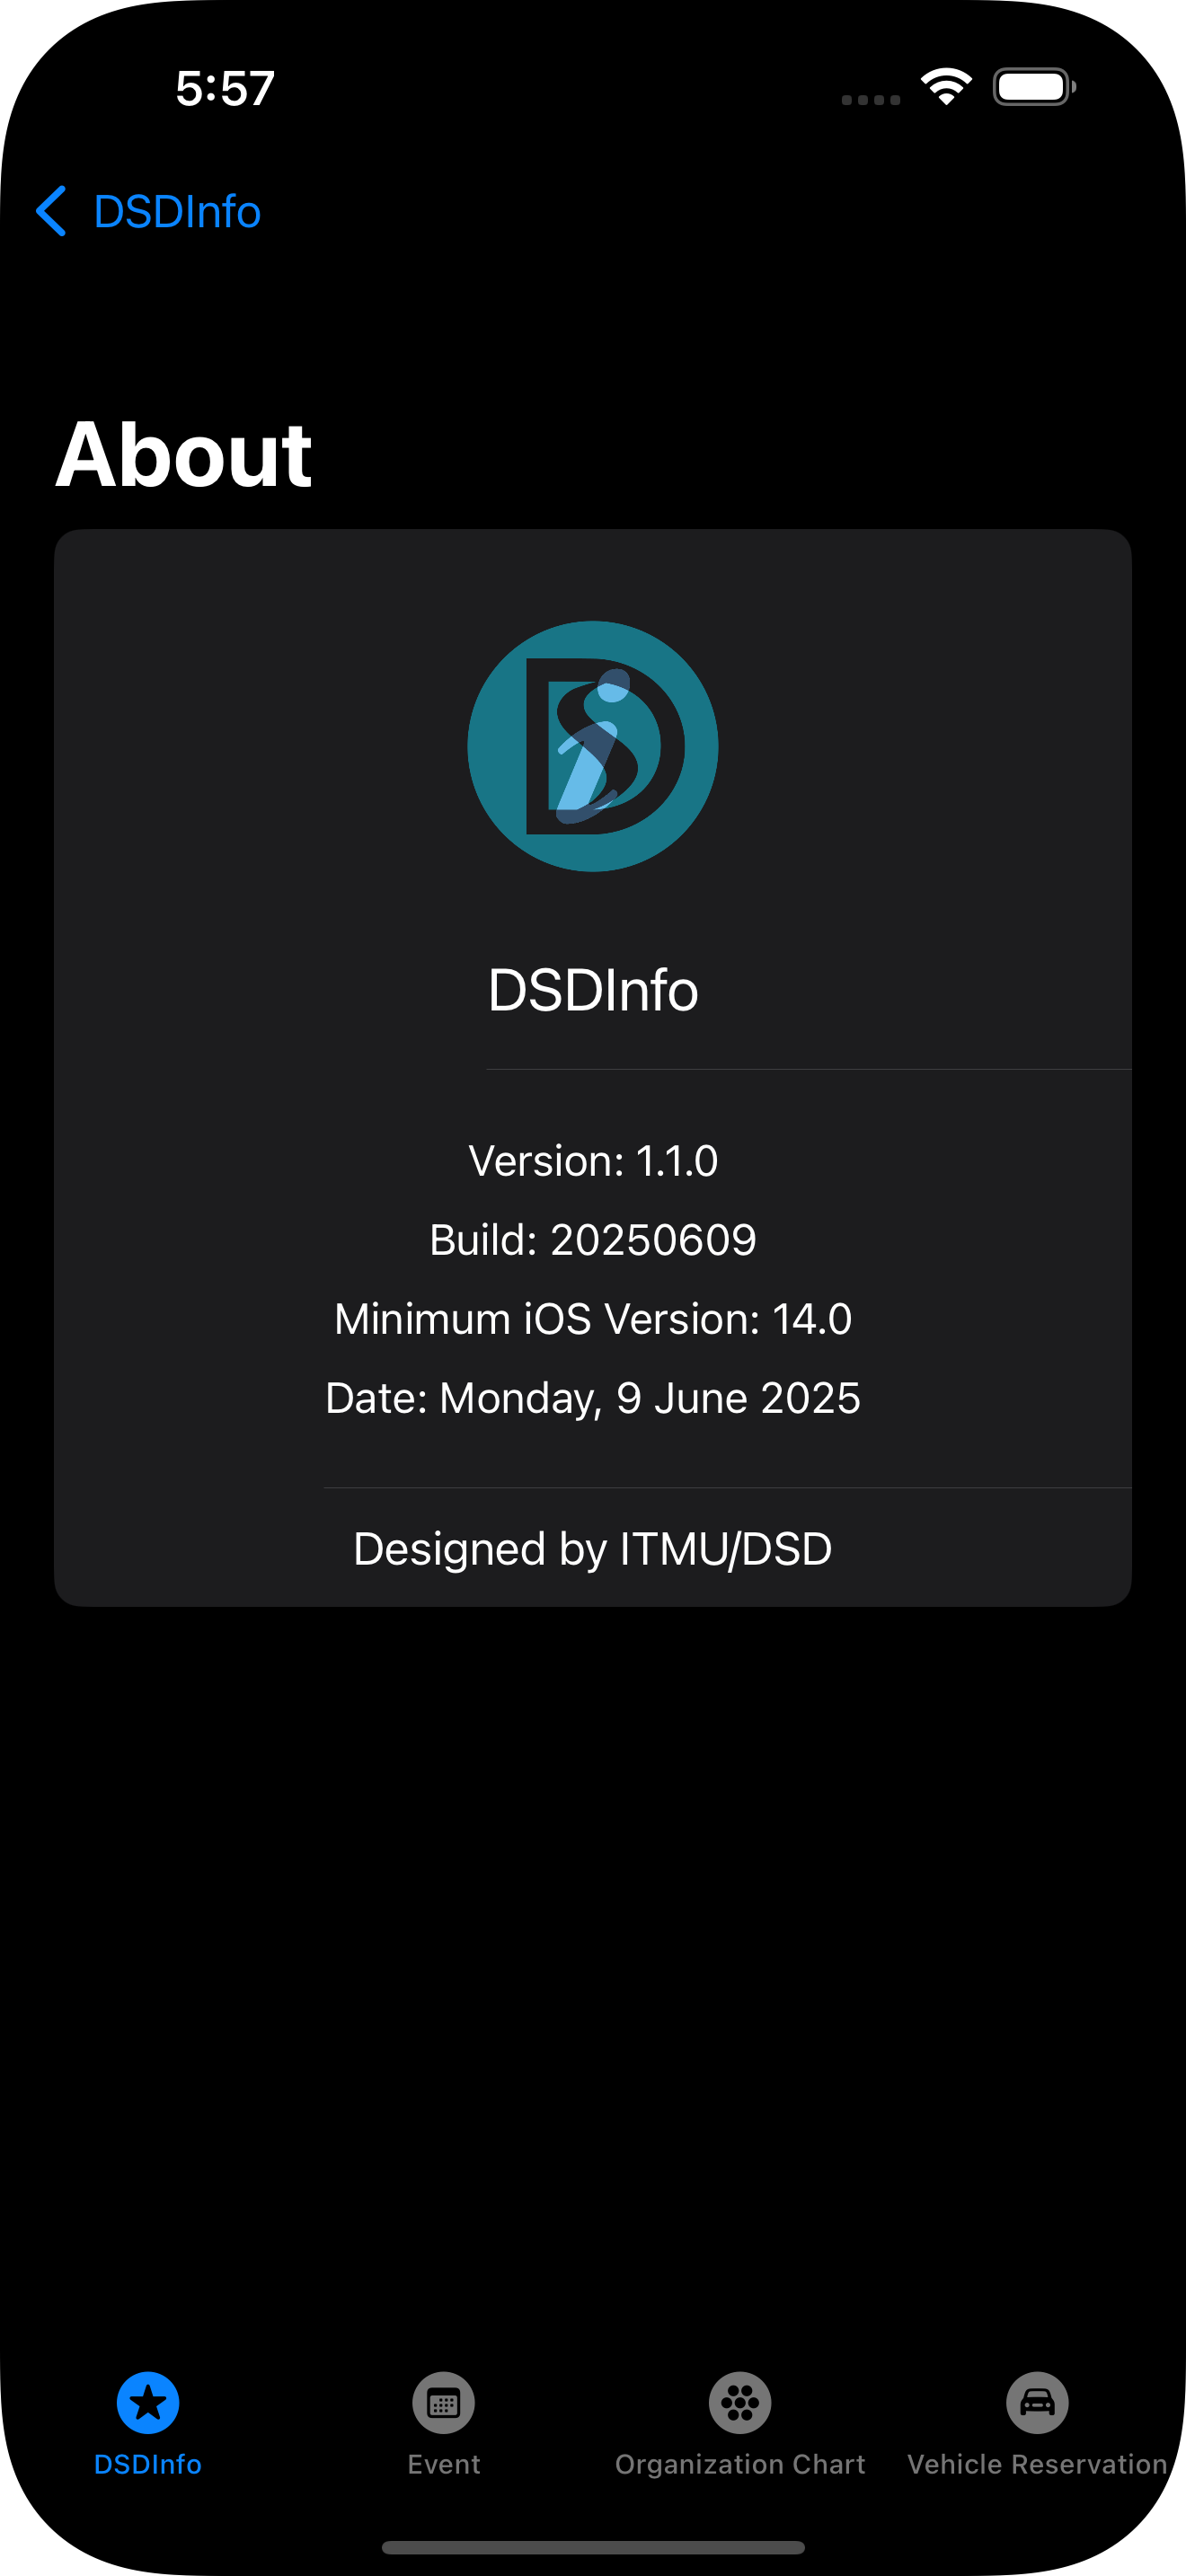 5:57
DSDInfo
About
DSDInfo
Version: 1.1.0
Build: 20250609
Minimum iOS Version: 14.0
Date: Monday, 9 June 2025
Designed by ITMU/DSD
DSDInfo
Event
Organization Chart
Vehicle Reservation